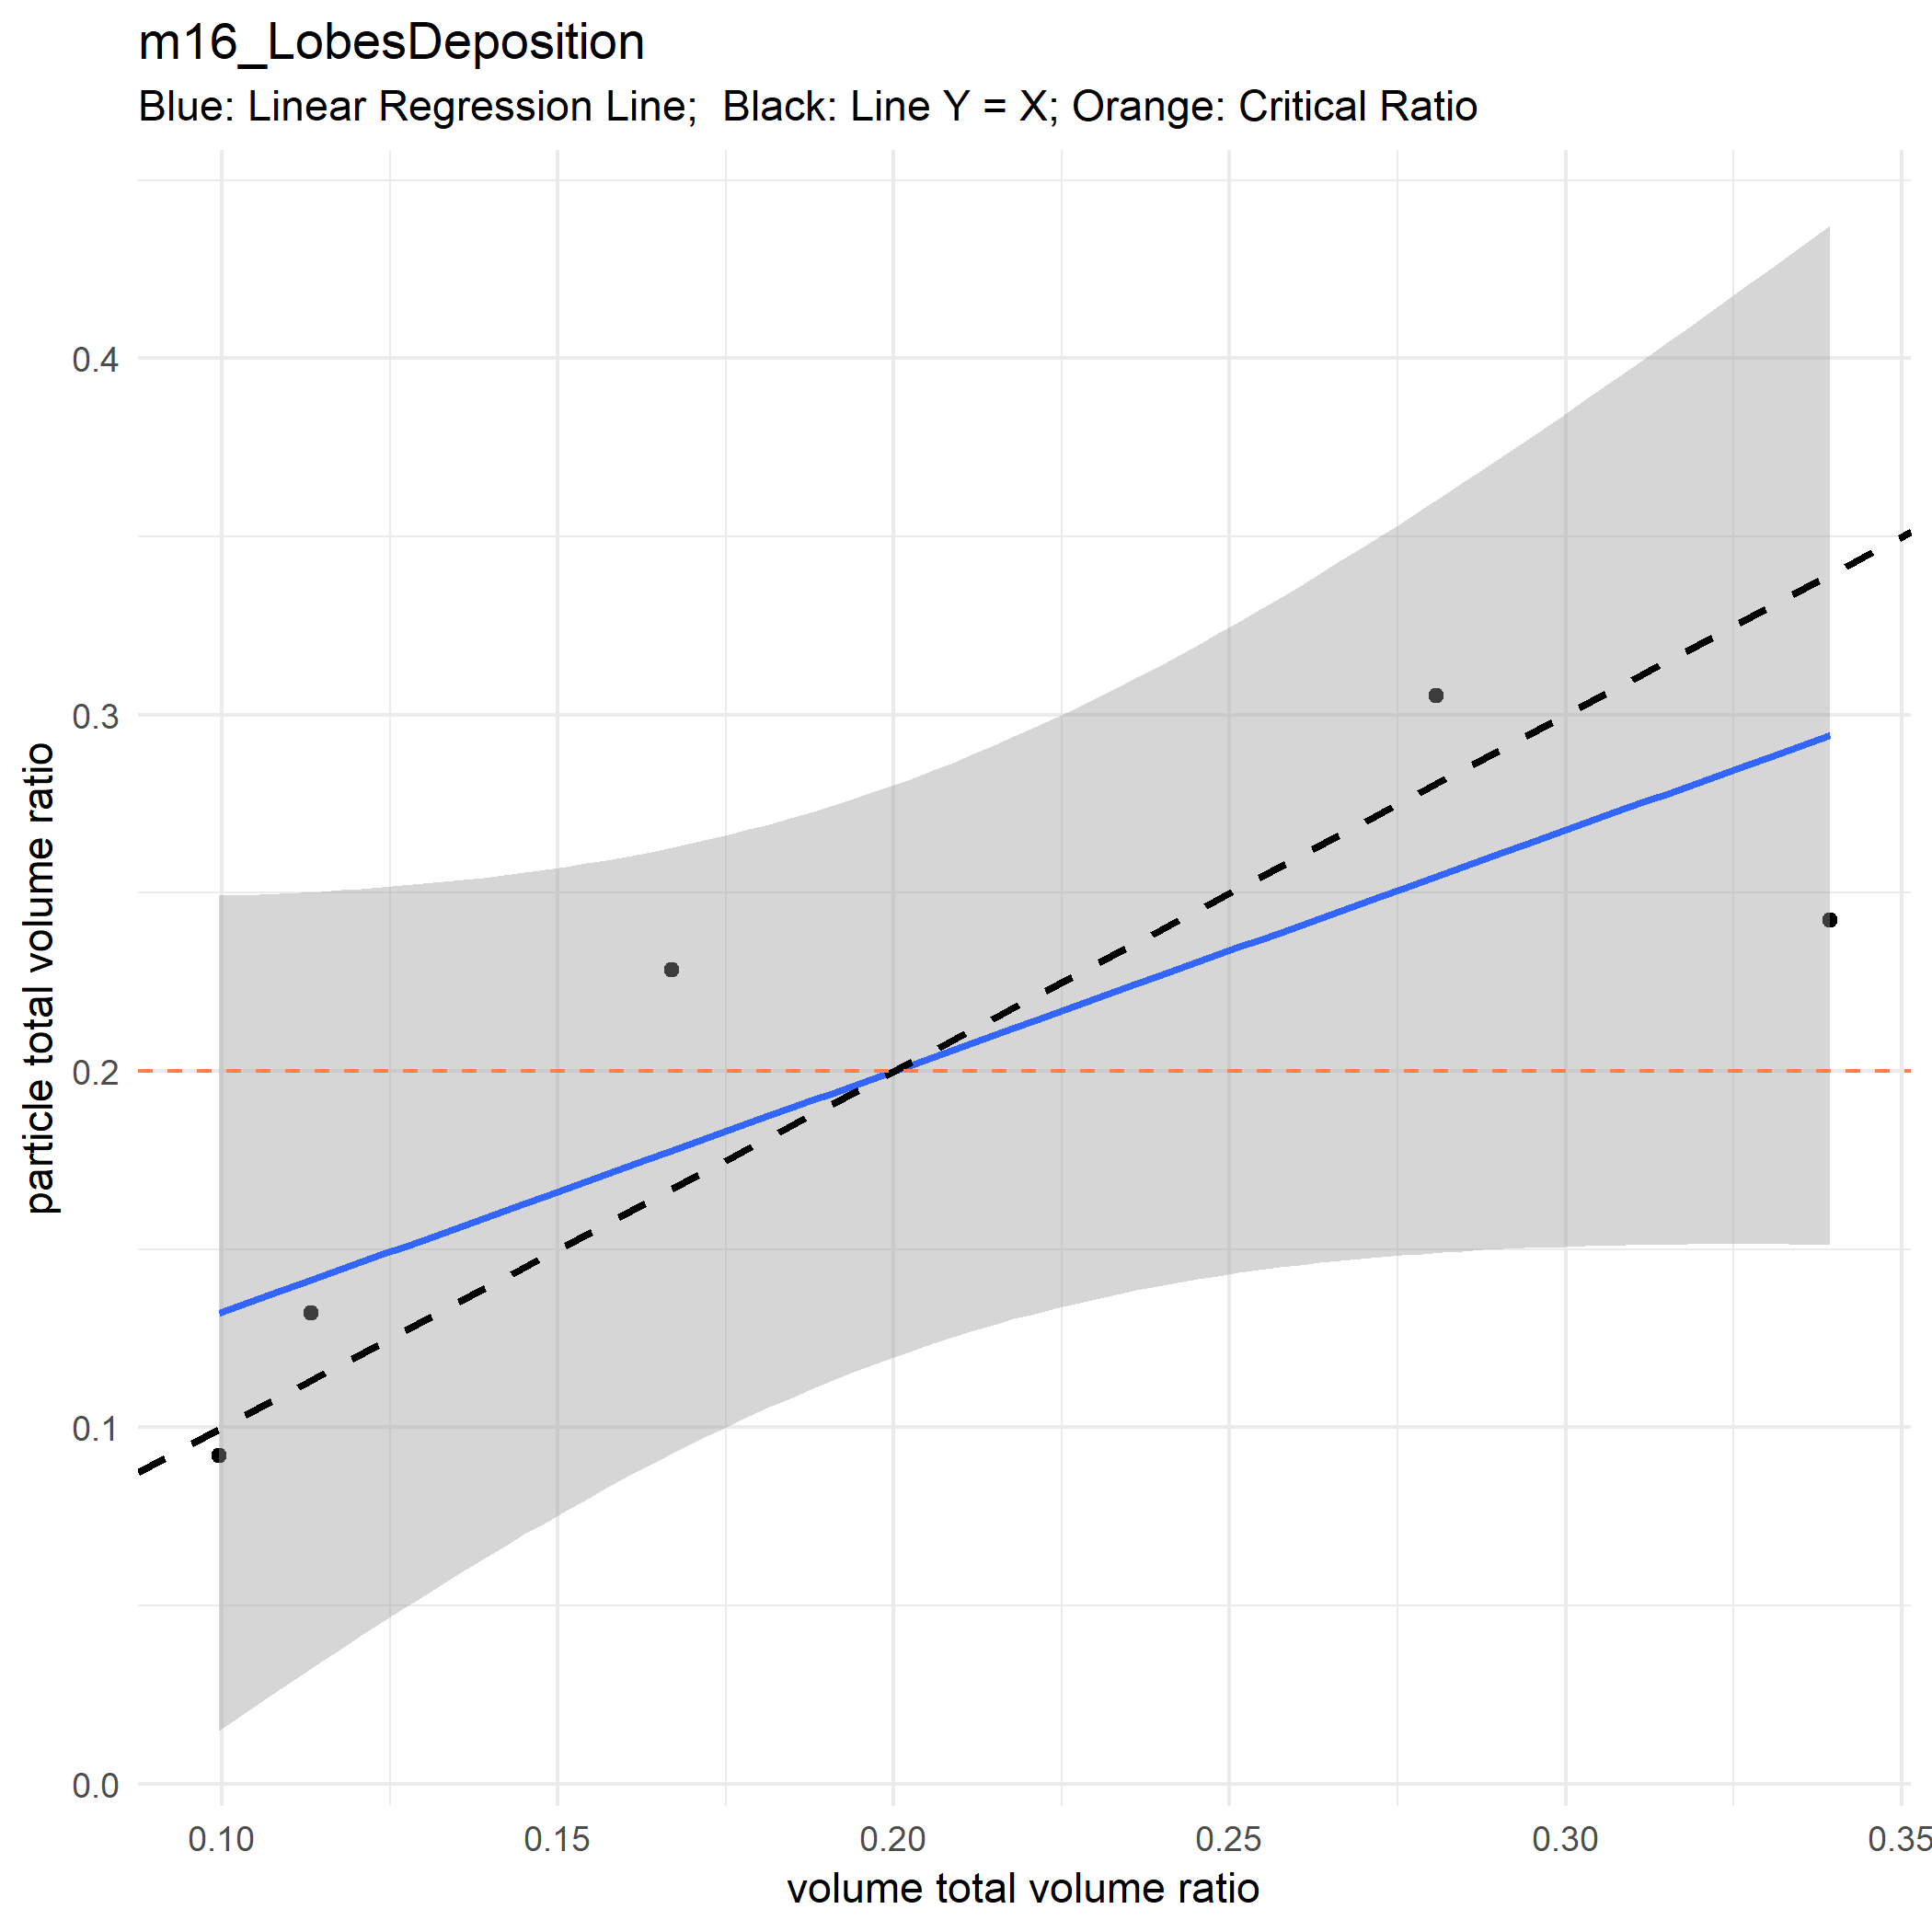 m16_LobesDeposition
Blue: Linear Regression Line;  Black: Line Y = X; Orange: Critical Ratio
particle total volume ratio
0.4
0.3
0.2
0.1
0.0
0.10 0.15 0.20 0.25 0.30 0.35
volume total volume ratio